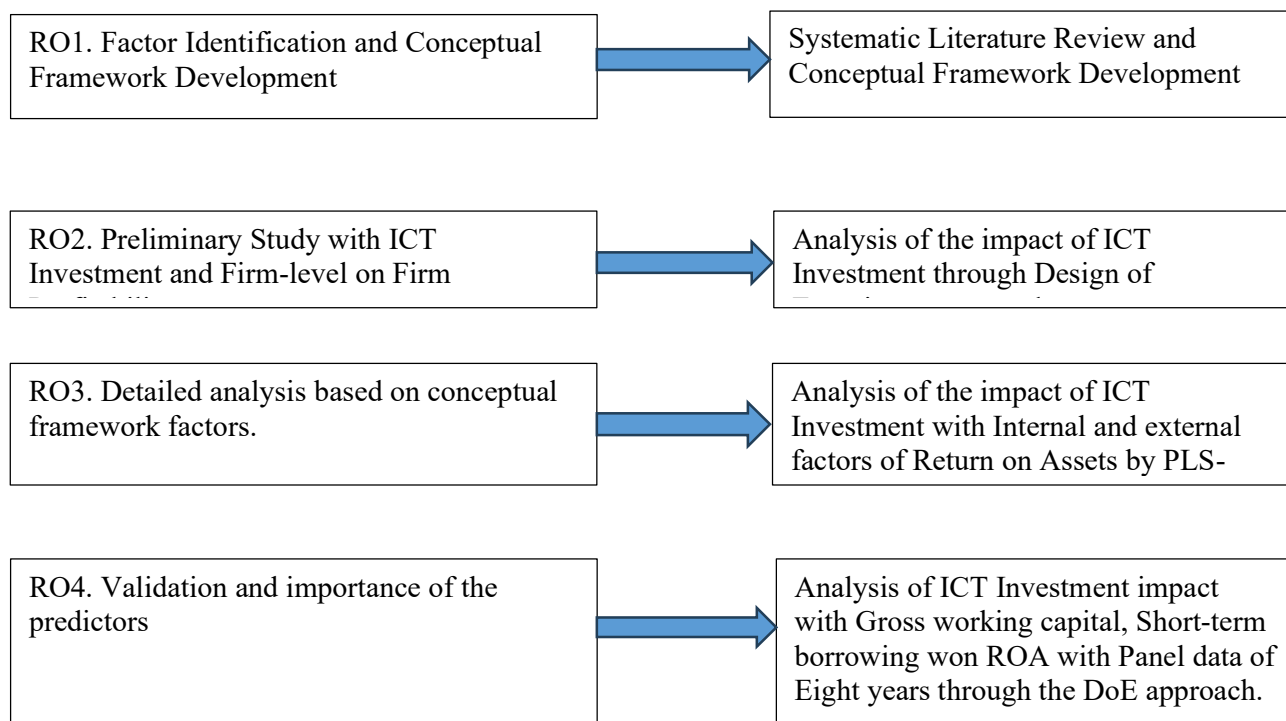 RO1. Factor Identification and Conceptual
Framework Development
Systematic Literature Review and
Conceptual Framework Development
RO2. Preliminary Study with ICT
Investment and Firm-level on Firm
Analysis of the impact of ICT
Investment through Design of
RO3. Detailed analysis based on conceptual
framework factors.
Analysis of the impact of ICT
Investment with Internal and external
factors of Return on Assets by PLS-
RO4. Validation and importance of the
predictors
Analysis of ICT Investment impact
with Gross working capital, Short-term
borrowing won ROA with Panel data of
Eight years through the DoE approach.